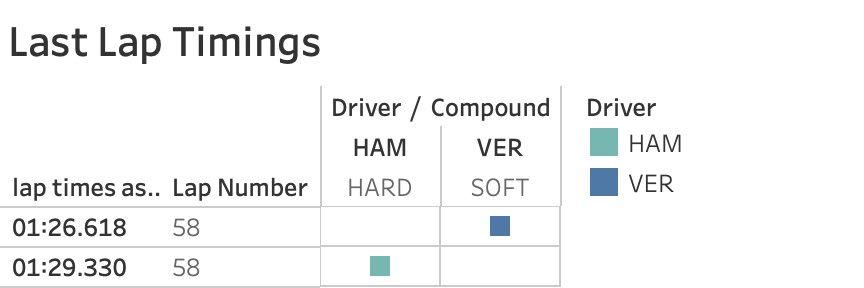 Last Lap Timings
Driver / Compound
Driver
HAM
VER
HAM
lap times as.. Lap Number
HARD
SOFT
VER
01:26.618 58
01:29.330 58